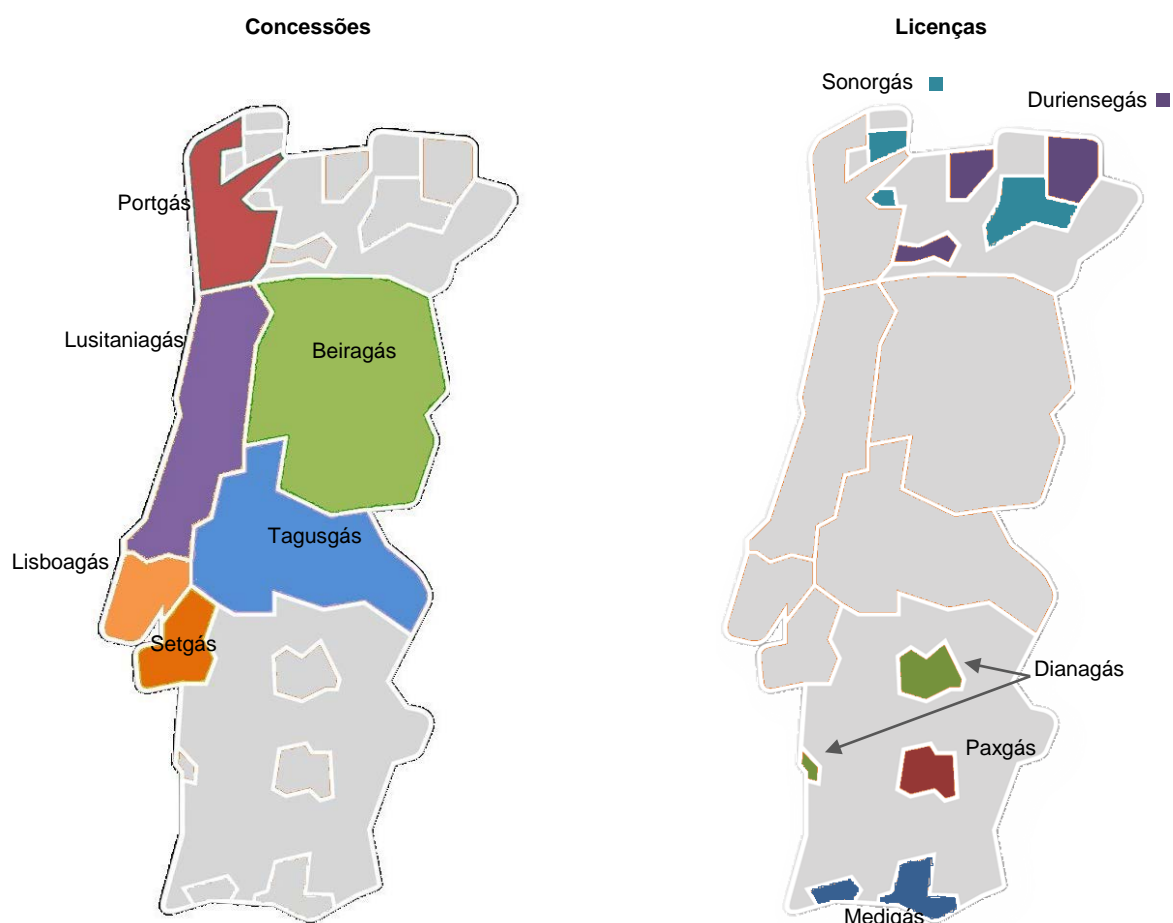 Concessões
Licenças
Sonorgás
Duriensegás
Portgás
Lusitaniagás
Beiragás
Tagusgás
Lisboagás
Setgás
Dianagás
Paxgás
Medigás